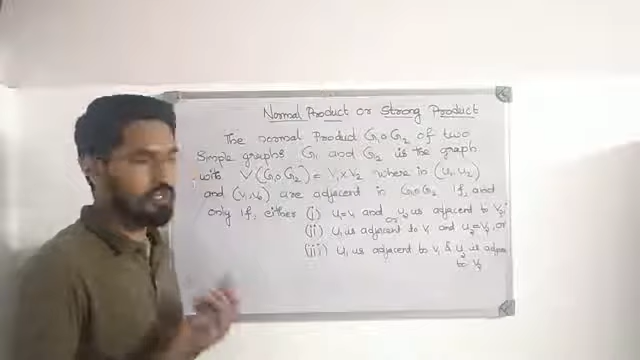 Normal Product or Strong Product
The normal Product G₁∘G₂ of two
Simple graphs G₁ and G₂ is the graph
with V(G₁∘G₂) = V₁×V₂ where in (u₁,u₂)
and (v₁,v₂) are adjacent in G₁∘G₂ if, and
only if, either (i) u₁=v₁ and u₂ is adjacent to v₂;
or
(ii) u₁ is adjacent to v₁ and u₂=v₂, or
(iii) u₁ is adjacent to v₁ & u₂ is adjacent
to v₂